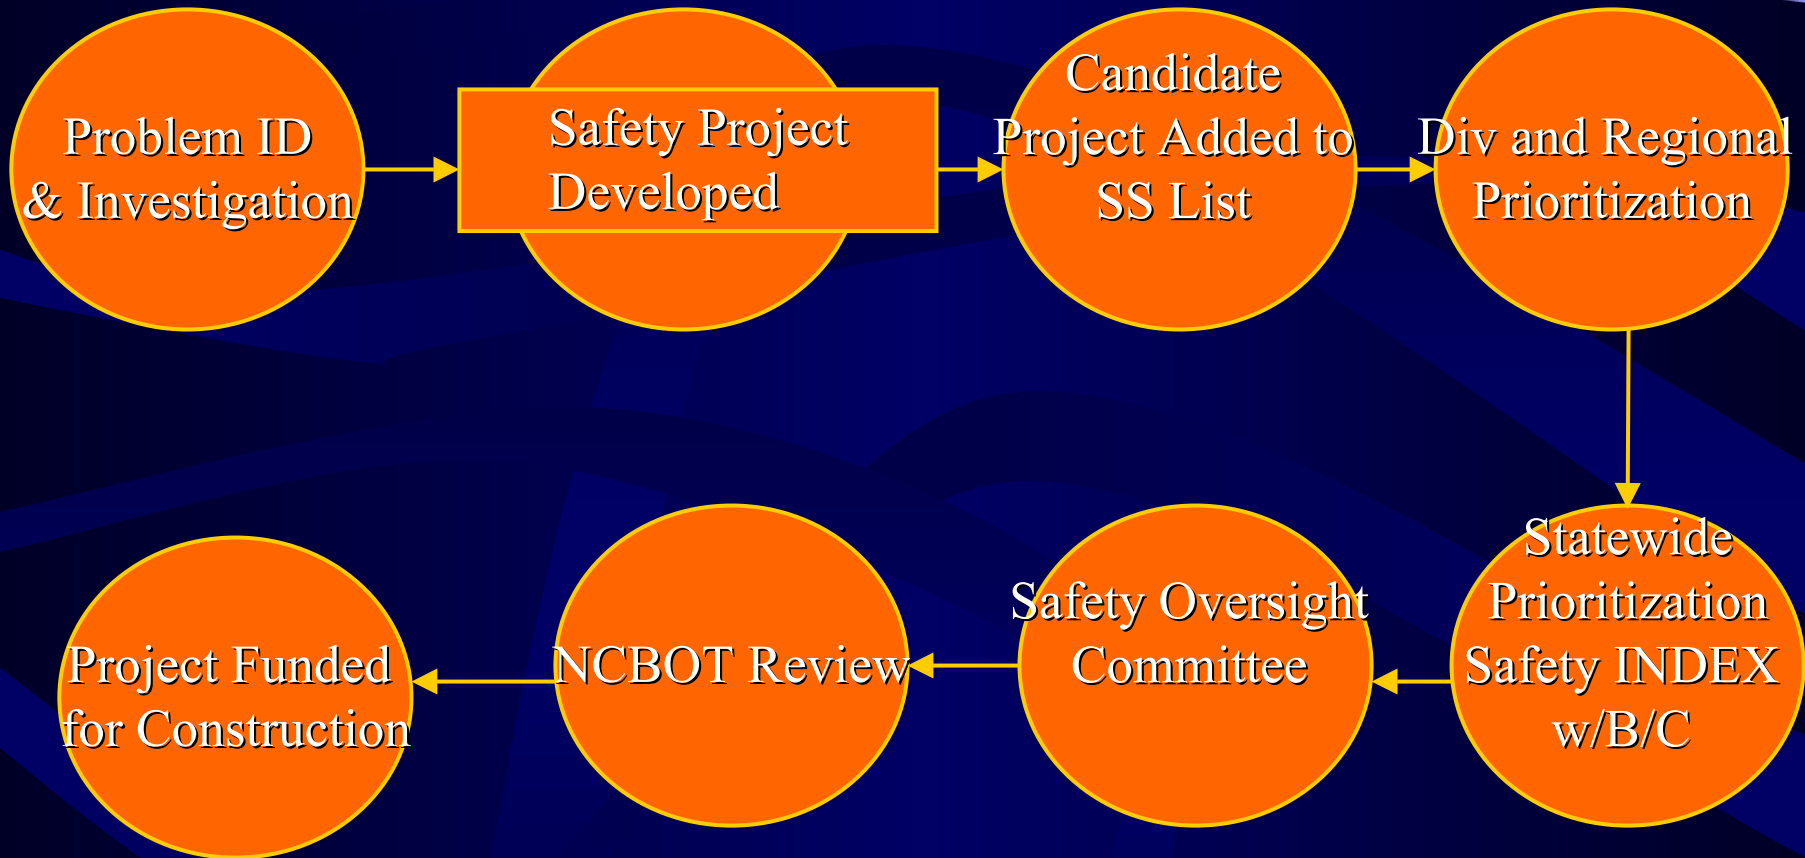 Problem ID
& Investigation
Safety Project
Developed
Candidate
Project Added to
SS List
Div and Regional
Prioritization
Statewide
Prioritization
Safety INDEX
w/B/C
Safety Oversight
Committee
NCBOT Review
Project Funded
for Construction